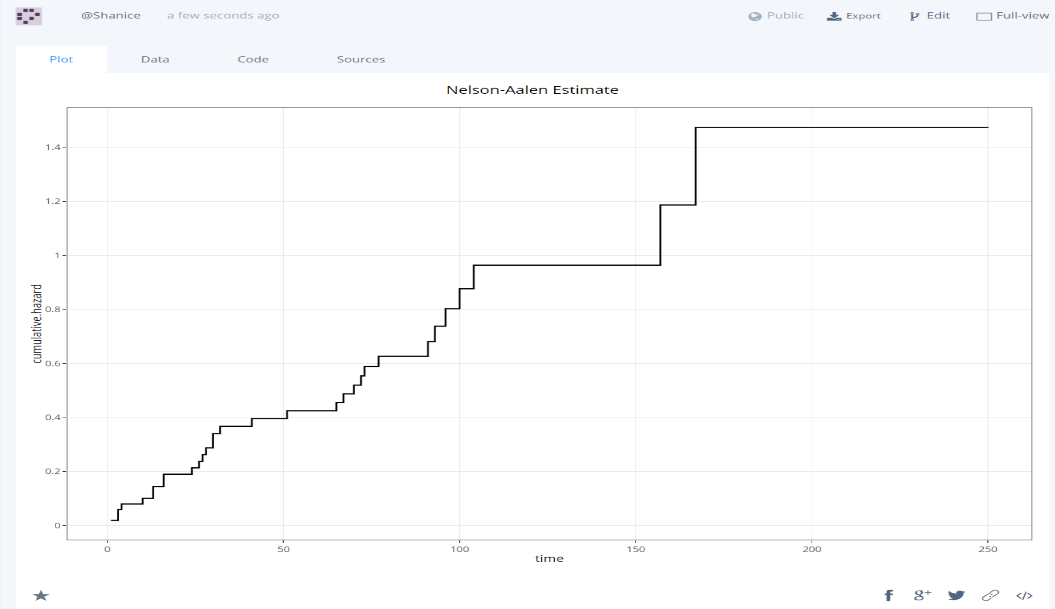 @Shanice a few seconds ago Public Export Edit Full-view
Plot Data Code Sources
Nelson-Aalen Estimate
1.4
1.2
1
0.8
0.6
0.4
0.2
0
cumulative.hazard
0 50 100 150 200 250
time
f g+ </>